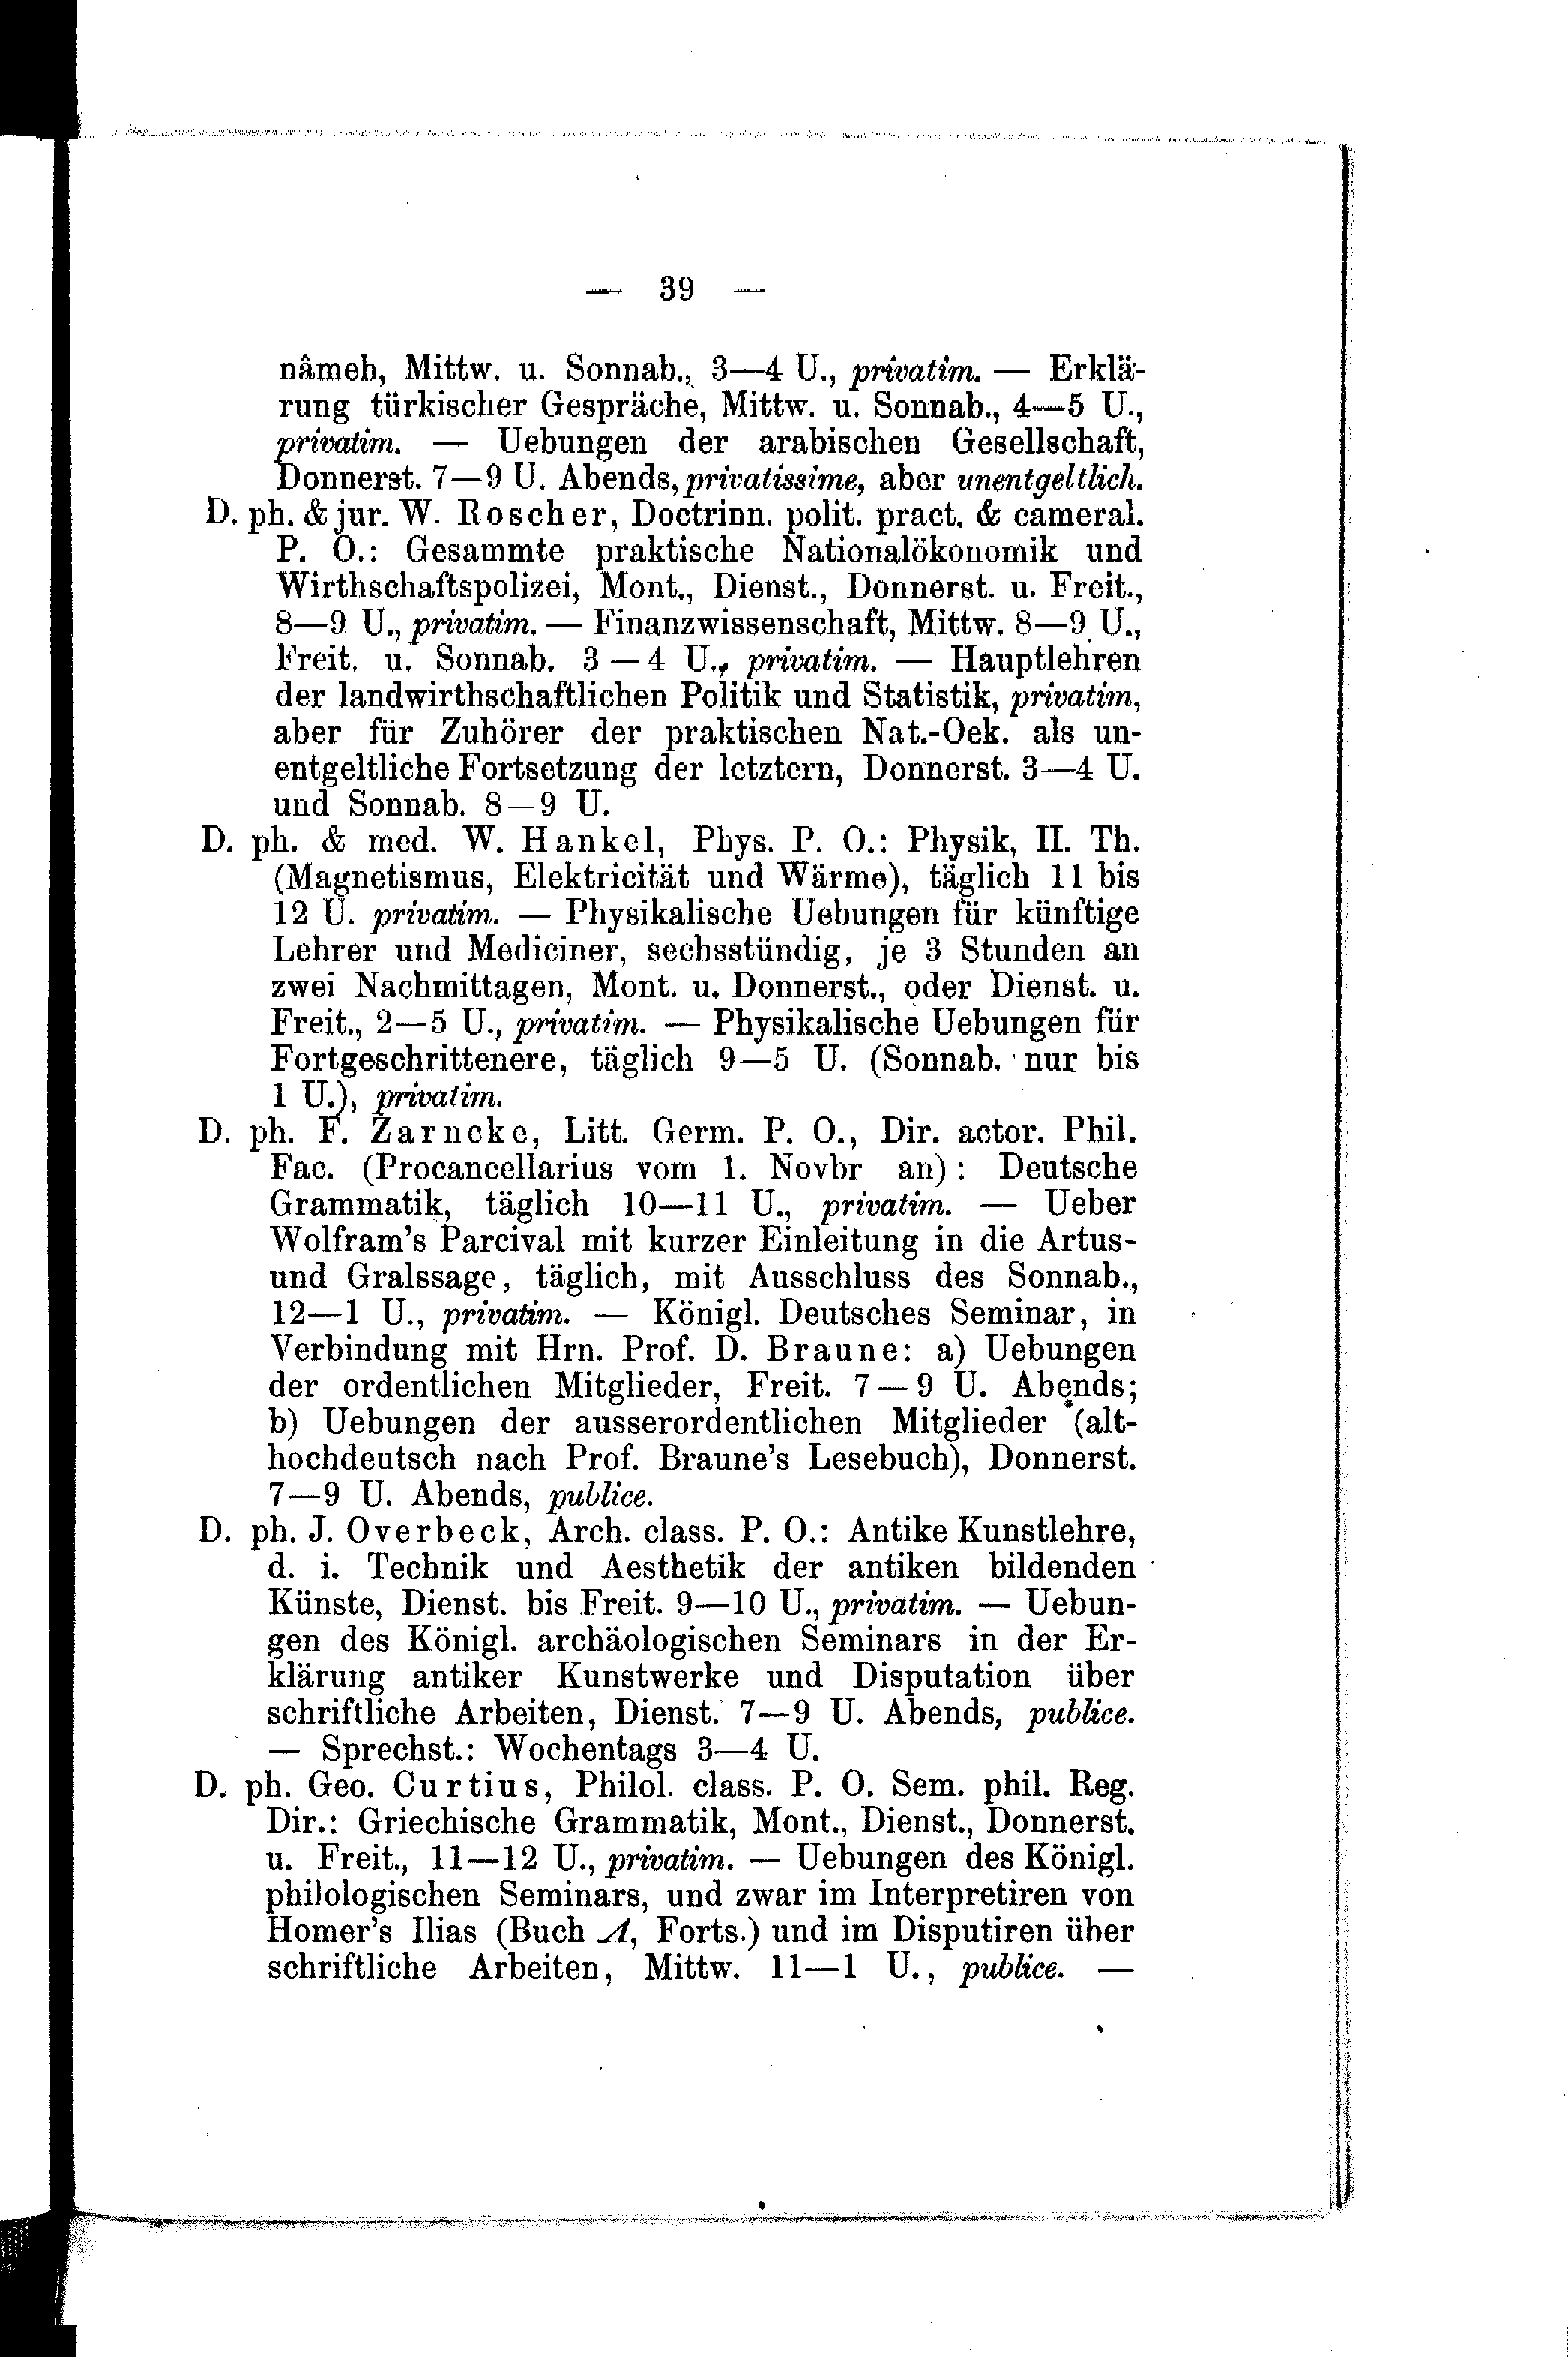 — 39 —
nâmeh, Mittw. u. Sonnab., 3—4 U., privatim. — Erklä-
rung türkischer Gespräche, Mittw. u. Sonnab., 4—5 U.,
privatim. — Uebungen der arabischen Gesellschaft,
Donnerst. 7—9 U. Abends, privatissime, aber unentgeltlich.
D. ph. & jur. W. Roscher, Doctrinn. polit. pract. & cameral.
P. O.: Gesammte praktische Nationalökonomik und
Wirthschaftspolizei, Mont., Dienst., Donnerst. u. Freit.,
8—9 U., privatim. — Finanzwissenschaft, Mittw. 8—9 U.,
Freit. u. Sonnab. 3—4 U., privatim. — Hauptlehren
der landwirthschaftlichen Politik und Statistik, privatim,
aber für Zuhörer der praktischen Nat.-Oek. als un-
entgeltliche Fortsetzung der letztern, Donnerst. 3—4 U.
und Sonnab. 8—9 U.
D. ph. & med. W. Hankel, Phys. P. O.: Physik, II. Th.
(Magnetismus, Elektricität und Wärme), täglich 11 bis
12 U. privatim. — Physikalische Uebungen für künftige
Lehrer und Mediciner, sechsstündig, je 3 Stunden an
zwei Nachmittagen, Mont. u. Donnerst., oder Dienst. u.
Freit., 2—5 U., privatim. — Physikalische Uebungen für
Fortgeschrittenere, täglich 9—5 U. (Sonnab. nur bis
1 U.), privatim.
D. ph. F. Zarncke, Litt. Germ. P. O., Dir. actor. Phil.
Fac. (Procancellarius vom 1. Novbr an): Deutsche
Grammatik, täglich 10—11 U., privatim. — Ueber
Wolfram's Parcival mit kurzer Einleitung in die Artus-
und Gralssage, täglich, mit Ausschluss des Sonnab.,
12—1 U., privatim. — Königl. Deutsches Seminar, in
Verbindung mit Hrn. Prof. D. Braune: a) Uebungen
der ordentlichen Mitglieder, Freit. 7—9 U. Abends;
b) Uebungen der ausserordentlichen Mitglieder (alt-
hochdeutsch nach Prof. Braune's Lesebuch), Donnerst.
7—9 U. Abends, publice.
D. ph. J. Overbeck, Arch. class. P. O.: Antike Kunstlehre,
d. i. Technik und Aesthetik der antiken bildenden
Künste, Dienst. bis Freit. 9—10 U., privatim. — Uebun-
gen des Königl. archäologischen Seminars in der Er-
klärung antiker Kunstwerke und Disputation über
schriftliche Arbeiten, Dienst. 7—9 U. Abends, publice.
— Sprechst.: Wochentags 3—4 U.
D. ph. Geo. Curtius, Philol. class. P. O. Sem. phil. Reg.
Dir.: Griechische Grammatik, Mont., Dienst., Donnerst.
u. Freit., 11—12 U., privatim. — Uebungen des Königl.
philologischen Seminars, und zwar im Interpretiren von
Homer's Ilias (Buch Λ, Forts.) und im Disputiren über
schriftliche Arbeiten, Mittw. 11—1 U., publice. —